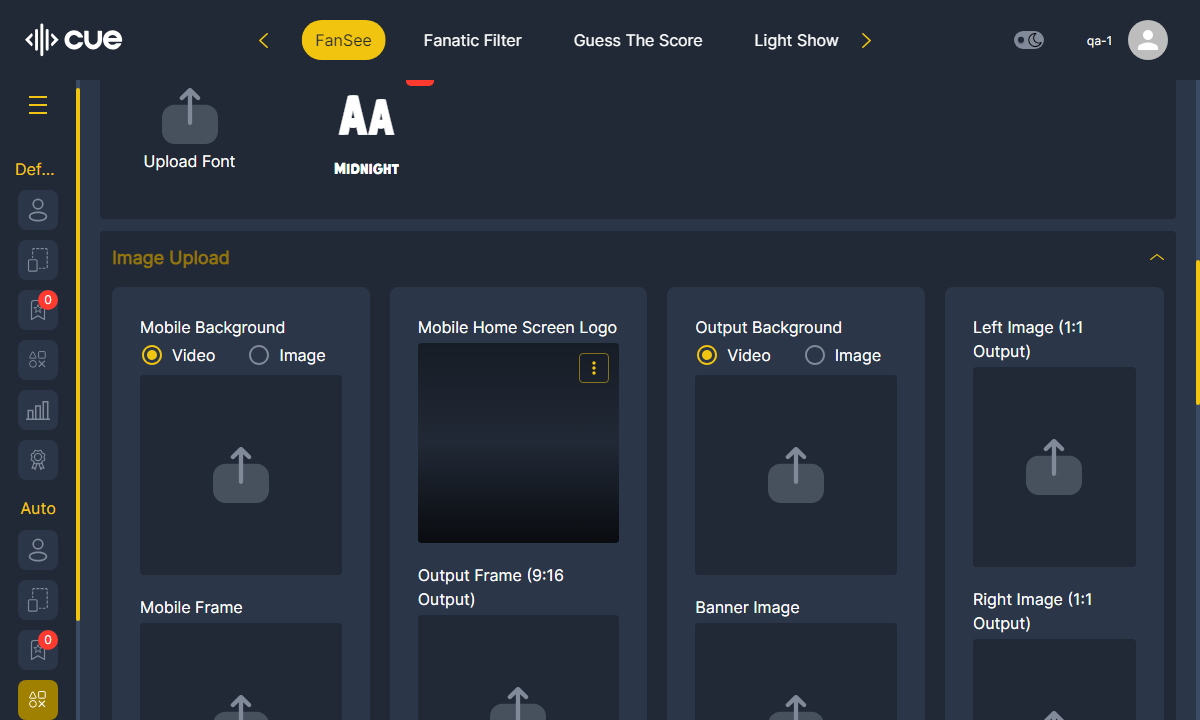 cue
FanSee
Fanatic Filter
Guess The Score
Light Show
qa-1
Def...
0
Auto
0
Upload Font
AA
Midnight
Image Upload
Mobile Background
Video
Image
Mobile Frame
Mobile Home Screen Logo
Output Frame (9:16
Output)
Output Background
Video
Image
Banner Image
Left Image (1:1
Output)
Right Image (1:1
Output)